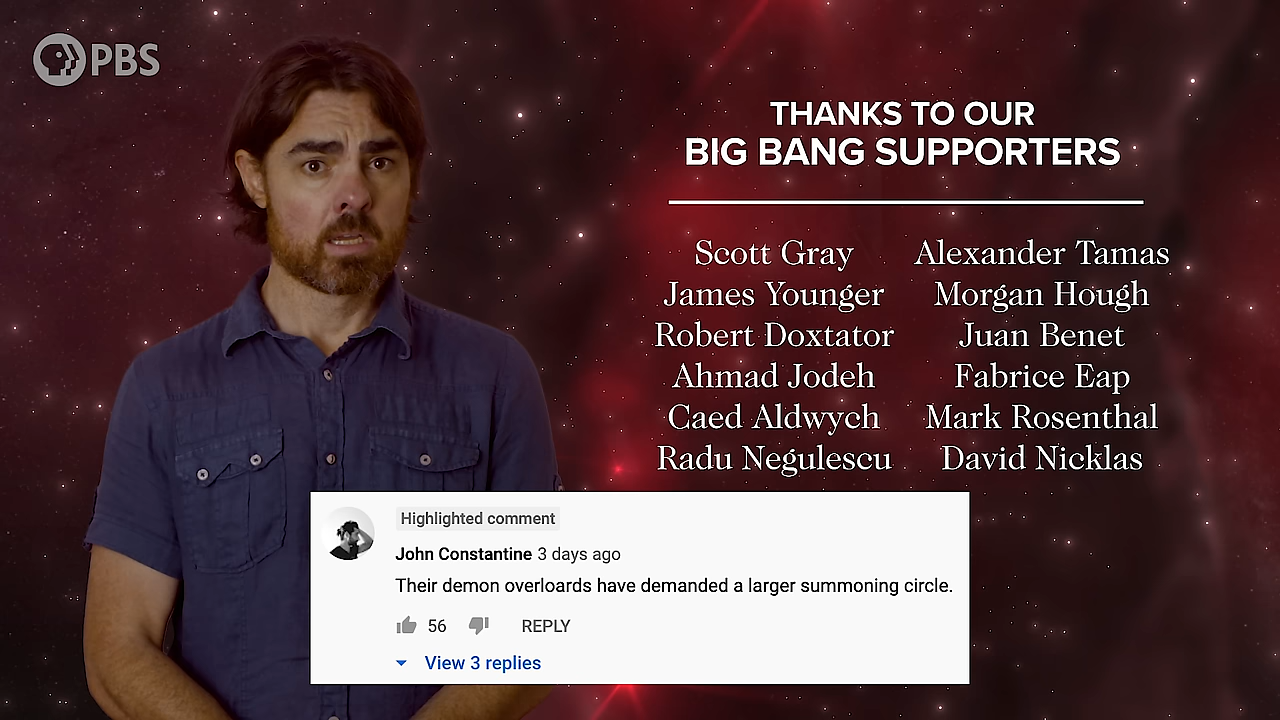 PBS
THANKS TO OUR
BIG BANG SUPPORTERS
Scott Gray Alexander Tamas
James Younger Morgan Hough
Robert Doxtator Juan Benet
Ahmad Jodeh Fabrice Eap
Caed Aldwych Mark Rosenthal
Radu Negulescu David Nicklas
Highlighted comment
John Constantine 3 days ago
Their demon overloards have demanded a larger summoning circle.
56 REPLY
View 3 replies